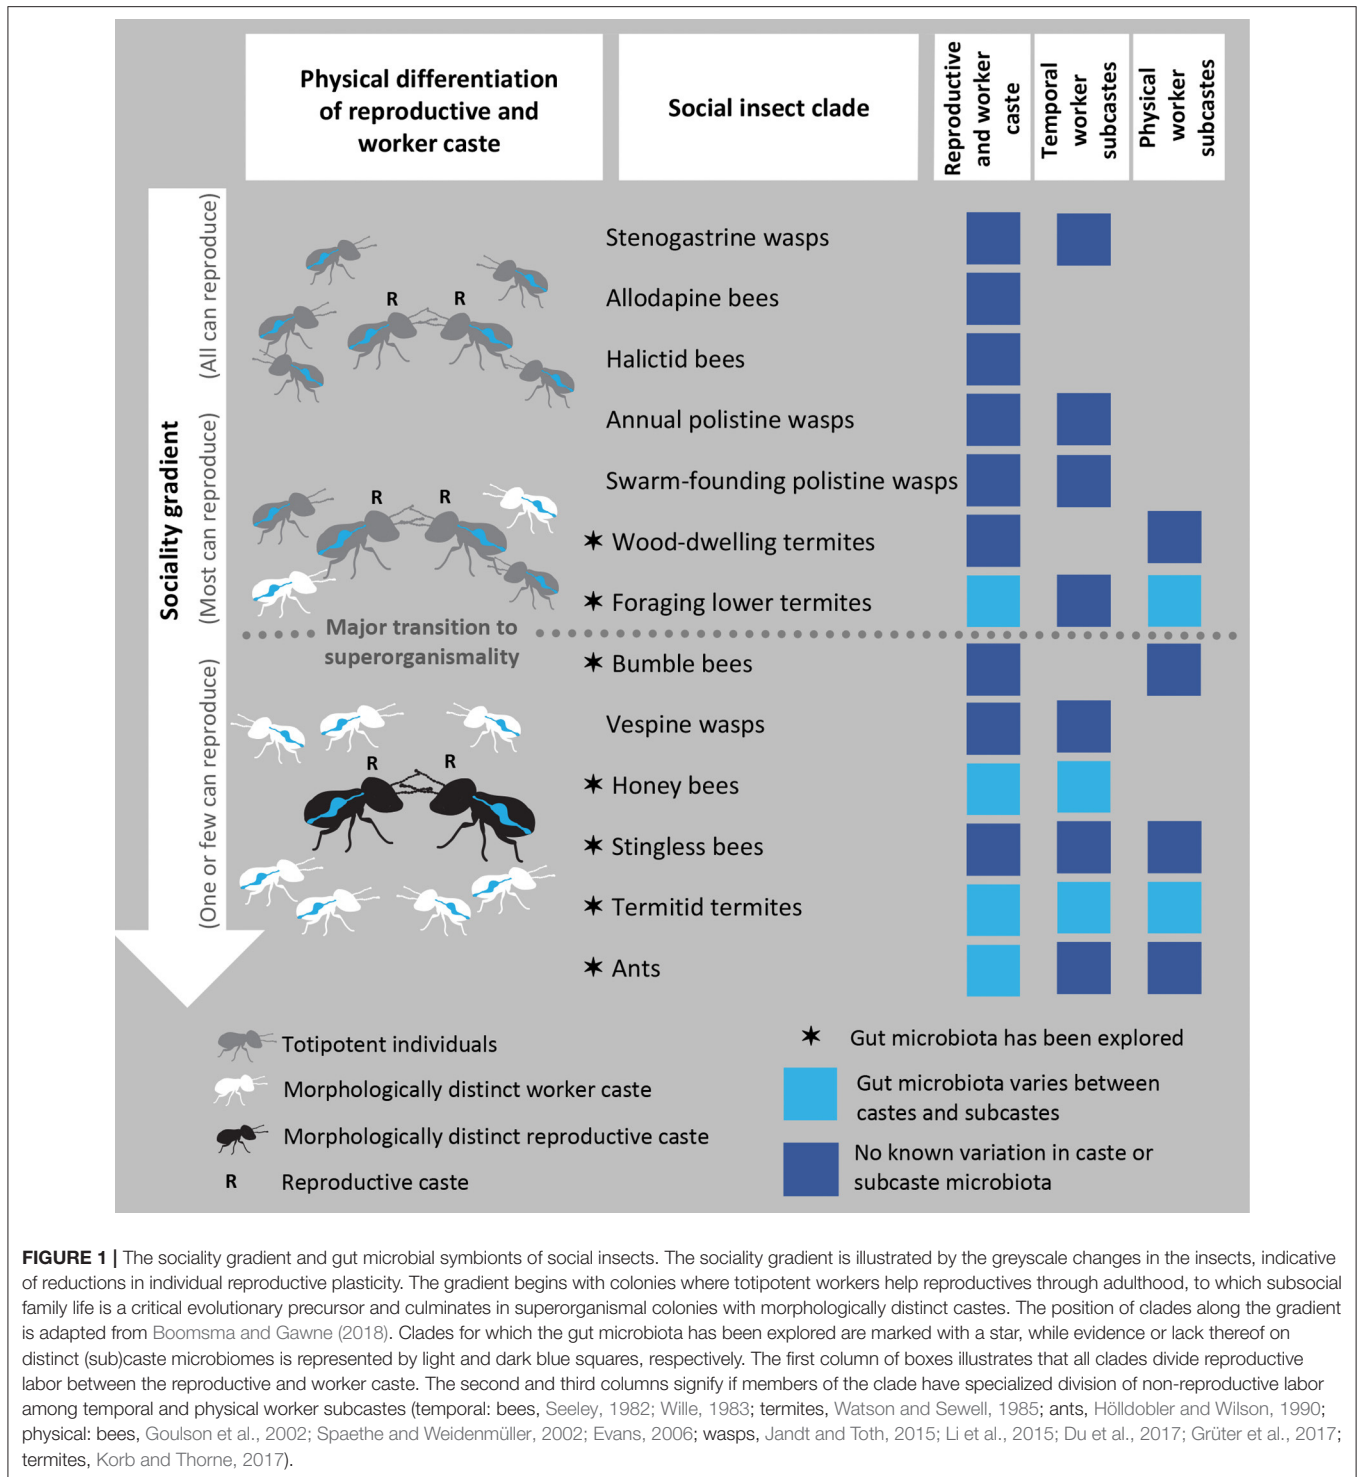 Physical differentiation
of reproductive and
worker caste
Social insect clade
Reproductive
and worker
caste
Temporal
worker
subcastes
Physical
worker
subcastes
Sociality gradient
(All can reproduce)
(Most can reproduce)
(One or few can reproduce)
R R
R R
Major transition to
superorganismality
R R
Stenogastrine wasps
Allodapine bees
Halictid bees
Annual polistine wasps
Swarm-founding polistine wasps
★ Wood-dwelling termites
★ Foraging lower termites
★ Bumble bees
Vespine wasps
★ Honey bees
★ Stingless bees
★ Termitid termites
★ Ants
Totipotent individuals
Morphologically distinct worker caste
Morphologically distinct reproductive caste
R Reproductive caste
★ Gut microbiota has been explored
Gut microbiota varies between
castes and subcastes
No known variation in caste or
subcaste microbiota
FIGURE 1 | The sociality gradient and gut microbial symbionts of social insects. The sociality gradient is illustrated by the greyscale changes in the insects, indicative
of reductions in individual reproductive plasticity. The gradient begins with colonies where totipotent workers help reproductives through adulthood, to which subsocial
family life is a critical evolutionary precursor and culminates in superorganismal colonies with morphologically distinct castes. The position of clades along the gradient
is adapted from Boomsma and Gawne (2018). Clades for which the gut microbiota has been explored are marked with a star, while evidence or lack thereof on
distinct (sub)caste microbiomes is represented by light and dark blue squares, respectively. The first column of boxes illustrates that all clades divide reproductive
labor between the reproductive and worker caste. The second and third columns signify if members of the clade have specialized division of non-reproductive labor
among temporal and physical worker subcastes (temporal: bees, Seeley, 1982; Wille, 1983; termites, Watson and Sewell, 1985; ants, Hölldobler and Wilson, 1990;
physical: bees, Goulson et al., 2002; Spaethe and Weidenmüller, 2002; Evans, 2006; wasps, Jandt and Toth, 2015; Li et al., 2015; Du et al., 2017; Grüter et al., 2017;
termites, Korb and Thorne, 2017).